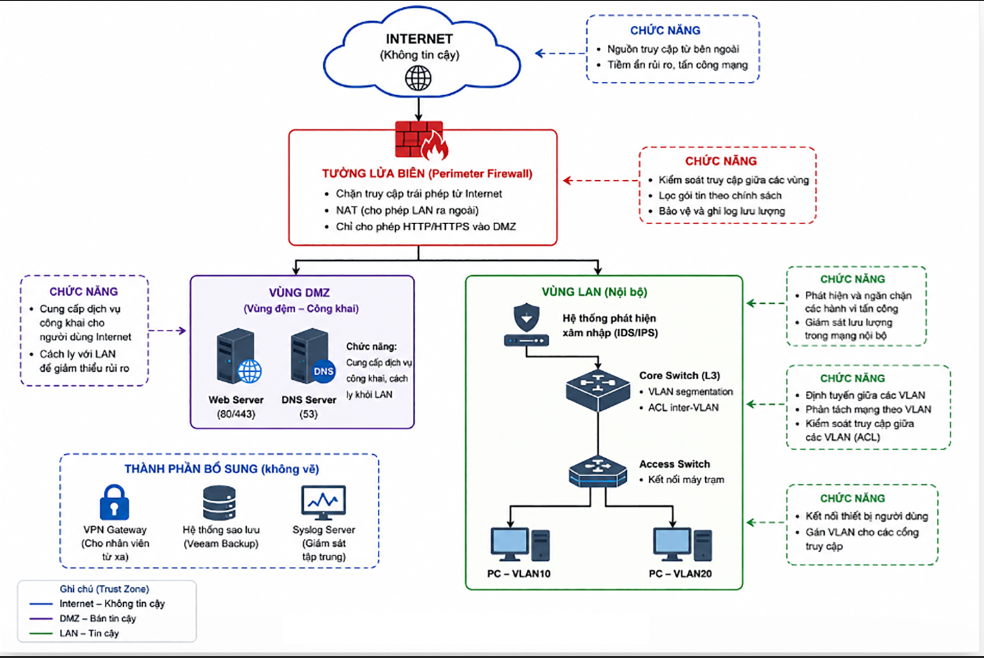 INTERNET
(Không tin cậy)
CHỨC NĂNG
• Nguồn truy cập từ bên ngoài
• Tiềm ẩn rủi ro, tấn công mạng
TƯỜNG LỬA BIÊN (Perimeter Firewall)
• Chặn truy cập trái phép từ Internet
• NAT (cho phép LAN ra ngoài)
• Chỉ cho phép HTTP/HTTPS vào DMZ
CHỨC NĂNG
• Kiểm soát truy cập giữa các vùng
• Lọc gói tin theo chính sách
• Bảo vệ và ghi log lưu lượng
CHỨC NĂNG
• Cung cấp dịch vụ
công khai cho
người dùng Internet
• Cách ly với LAN
để giảm thiểu rủi ro
VÙNG DMZ
(Vùng đệm – Công khai)
Chức năng:
Cung cấp dịch vụ
công khai, cách
ly khỏi LAN
DNS
Web Server
(80/443)
DNS Server
(53)
VÙNG LAN (Nội bộ)
Hệ thống phát hiện
xâm nhập (IDS/IPS)
Core Switch (L3)
• VLAN segmentation
• ACL inter-VLAN
Access Switch
• Kết nối máy trạm
PC – VLAN10
PC – VLAN20
CHỨC NĂNG
• Phát hiện và ngăn chặn
các hành vi tấn công
• Giám sát lưu lượng
trong mạng nội bộ
CHỨC NĂNG
• Định tuyến giữa các VLAN
• Phân tách mạng theo VLAN
• Kiểm soát truy cập giữa
các VLAN (ACL)
CHỨC NĂNG
• Kết nối thiết bị người dùng
• Gán VLAN cho các cổng
truy cập
THÀNH PHẦN BỔ SUNG (không vẽ)
VPN Gateway
(Cho nhân viên
từ xa)
Hệ thống sao lưu
(Veeam Backup)
Syslog Server
(Giám sát
tập trung)
Ghi chú (Trust Zone)
Internet – Không tin cậy
DMZ – Bán tin cậy
LAN – Tin cậy